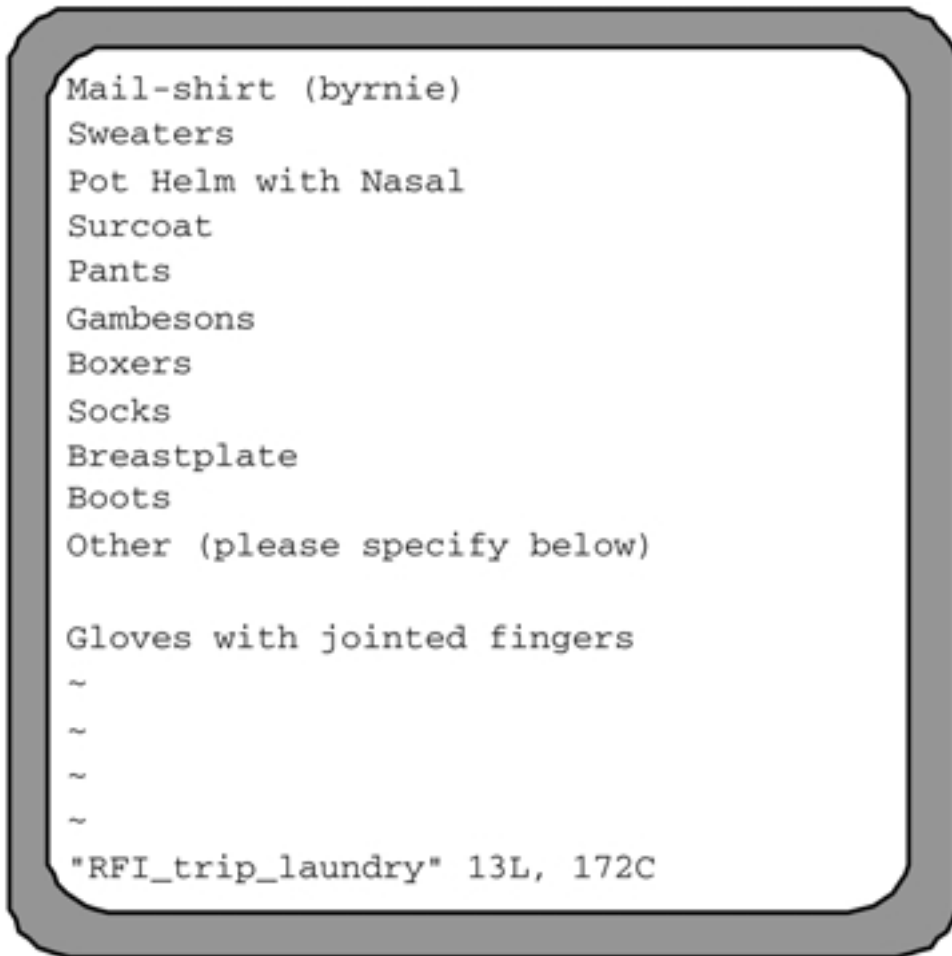 Mail-shirt (byrnie)
Sweaters
Pot Helm with Nasal
Surcoat
Pants
Gambesons
Boxers
Socks
Breastplate
Boots
Other (please specify below)

Gloves with jointed fingers
~
~
~
~
"RFI_trip_laundry" 13L, 172C